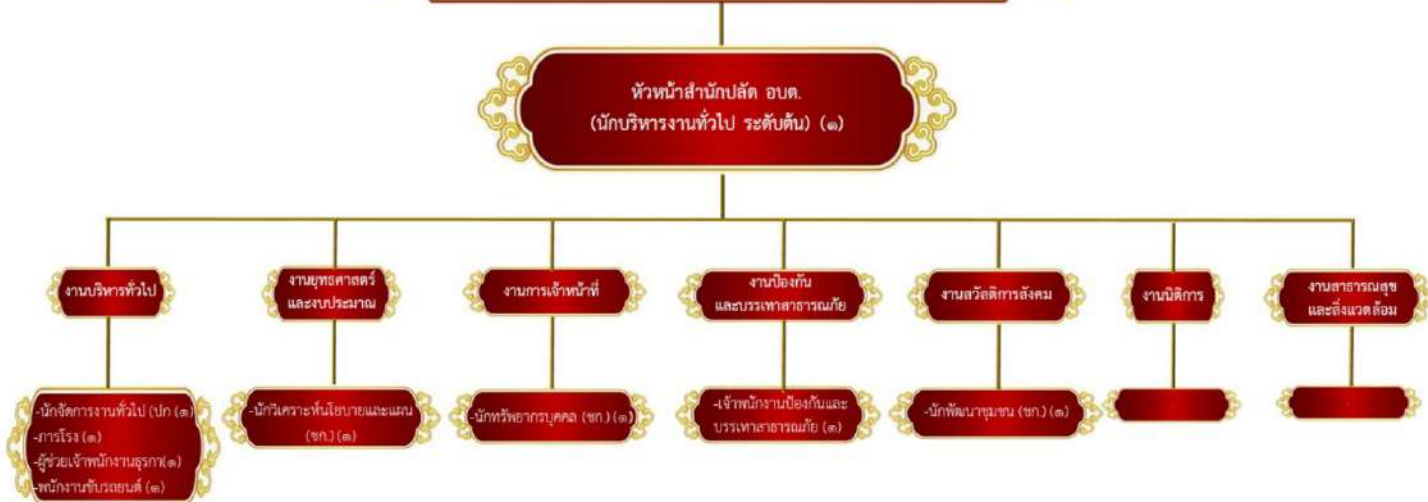 หัวหน้าสำนักปลัด อบต.
(นักบริหารงานทั่วไป ระดับต้น) (๑)
งานบริหารทั่วไป
งานยุทธศาสตร์
และงบประมาณ
งานการเจ้าหน้าที่
งานป้องกัน
และบรรเทาสาธารณภัย
งานสวัสดิการสังคม
งานนิติการ
งานสาธารณสุข
และสิ่งแวดล้อม
-นักจัดการงานทั่วไป (ปก (๑)
-ภารโรง (๑)
-ผู้ช่วยเจ้าพนักงานธุรกา(๑)
-พนักงานขับรถยนต์ (๑)
-นักวิเคราะห์นโยบายและแผน
(ชก.) (๑)
-นักทรัพยากรบุคคล (ชก.) (๑)
-เจ้าพนักงานป้องกันและ
บรรเทาสาธารณภัย (๑)
-นักพัฒนาชุมชน (ชก.) (๑)
-